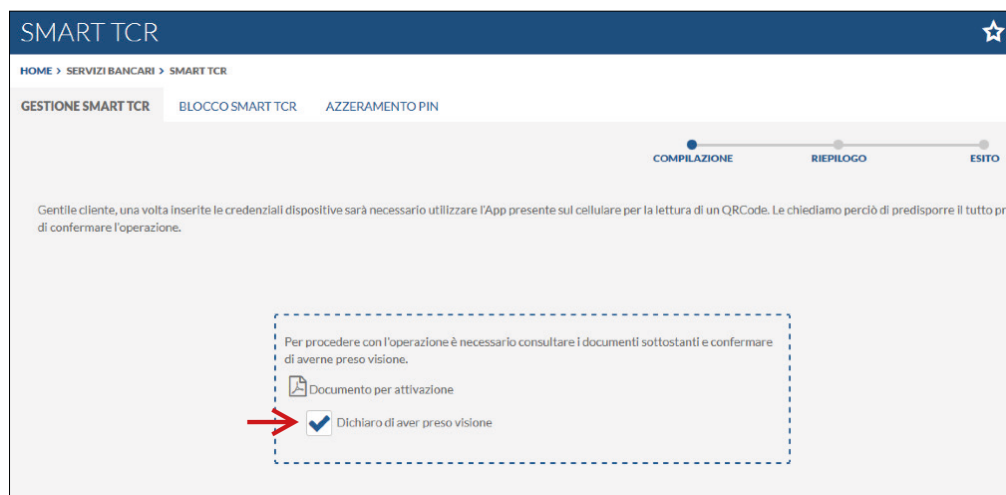 SMART TCR
HOME > SERVIZI BANCARI > SMART TCR
GESTIONE SMART TCR BLOCCO SMART TCR AZZERAMENTO PIN
COMPILAZIONE RIEPILOGO ESITO
Gentile cliente, una volta inserite le credenziali dispositive sarà necessario utilizzare l'App presente sul cellulare per la lettura di un QRCode. Le chiediamo perciò di predisporre il tutto pr
di confermare l'operazione.
Per procedere con l'operazione è necessario consultare i documenti sottostanti e confermare
di averne preso visione.
Documento per attivazione
Dichiaro di aver preso visione